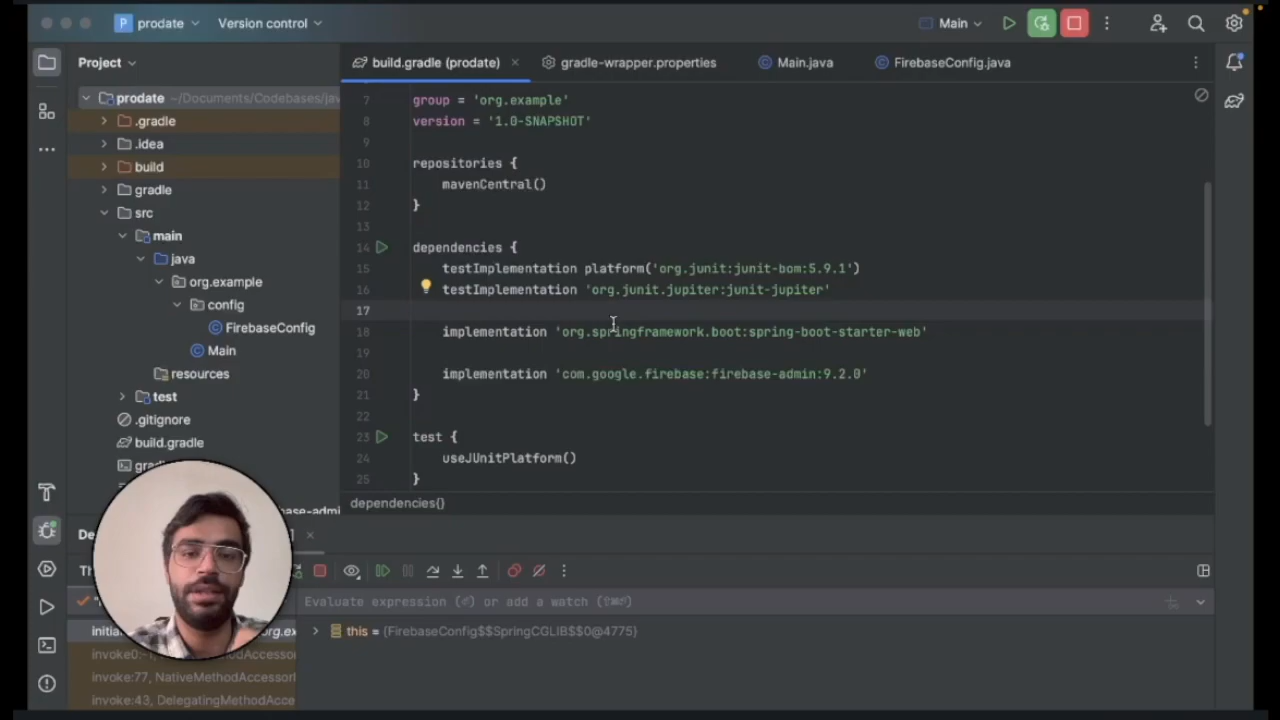 P prodate Version control Main
Project
build.gradle (prodate) gradle-wrapper.properties Main.java FirebaseConfig.java
prodate ~/Documents/Codebases/jav
.gradle
.idea
build
gradle
src
main
java
org.example
config
FirebaseConfig
Main
resources
test
.gitignore
build.gradle
7 group = 'org.example'
8 version = '1.0-SNAPSHOT'
9
10 repositories {
11 mavenCentral()
12 }
13
14 dependencies {
15 testImplementation platform('org.junit:junit-bom:5.9.1')
16 testImplementation 'org.junit.jupiter:junit-jupiter'
17
18 implementation 'org.springframework.boot:spring-boot-starter-web'
19
20 implementation 'com.google.firebase:firebase-admin:9.2.0'
21 }
22
23 test {
24 useJUnitPlatform()
25 }
dependencies{}
Evaluate expression (⏎) or add a watch (⇧⌘⏎)
this = {FirebaseConfig$$SpringCGLIB$$0@4775}
invoke0:-1, NativeMethodAccessorI
invoke:77, NativeMethodAccessorI
invoke:43, DelegatingMethodAcce